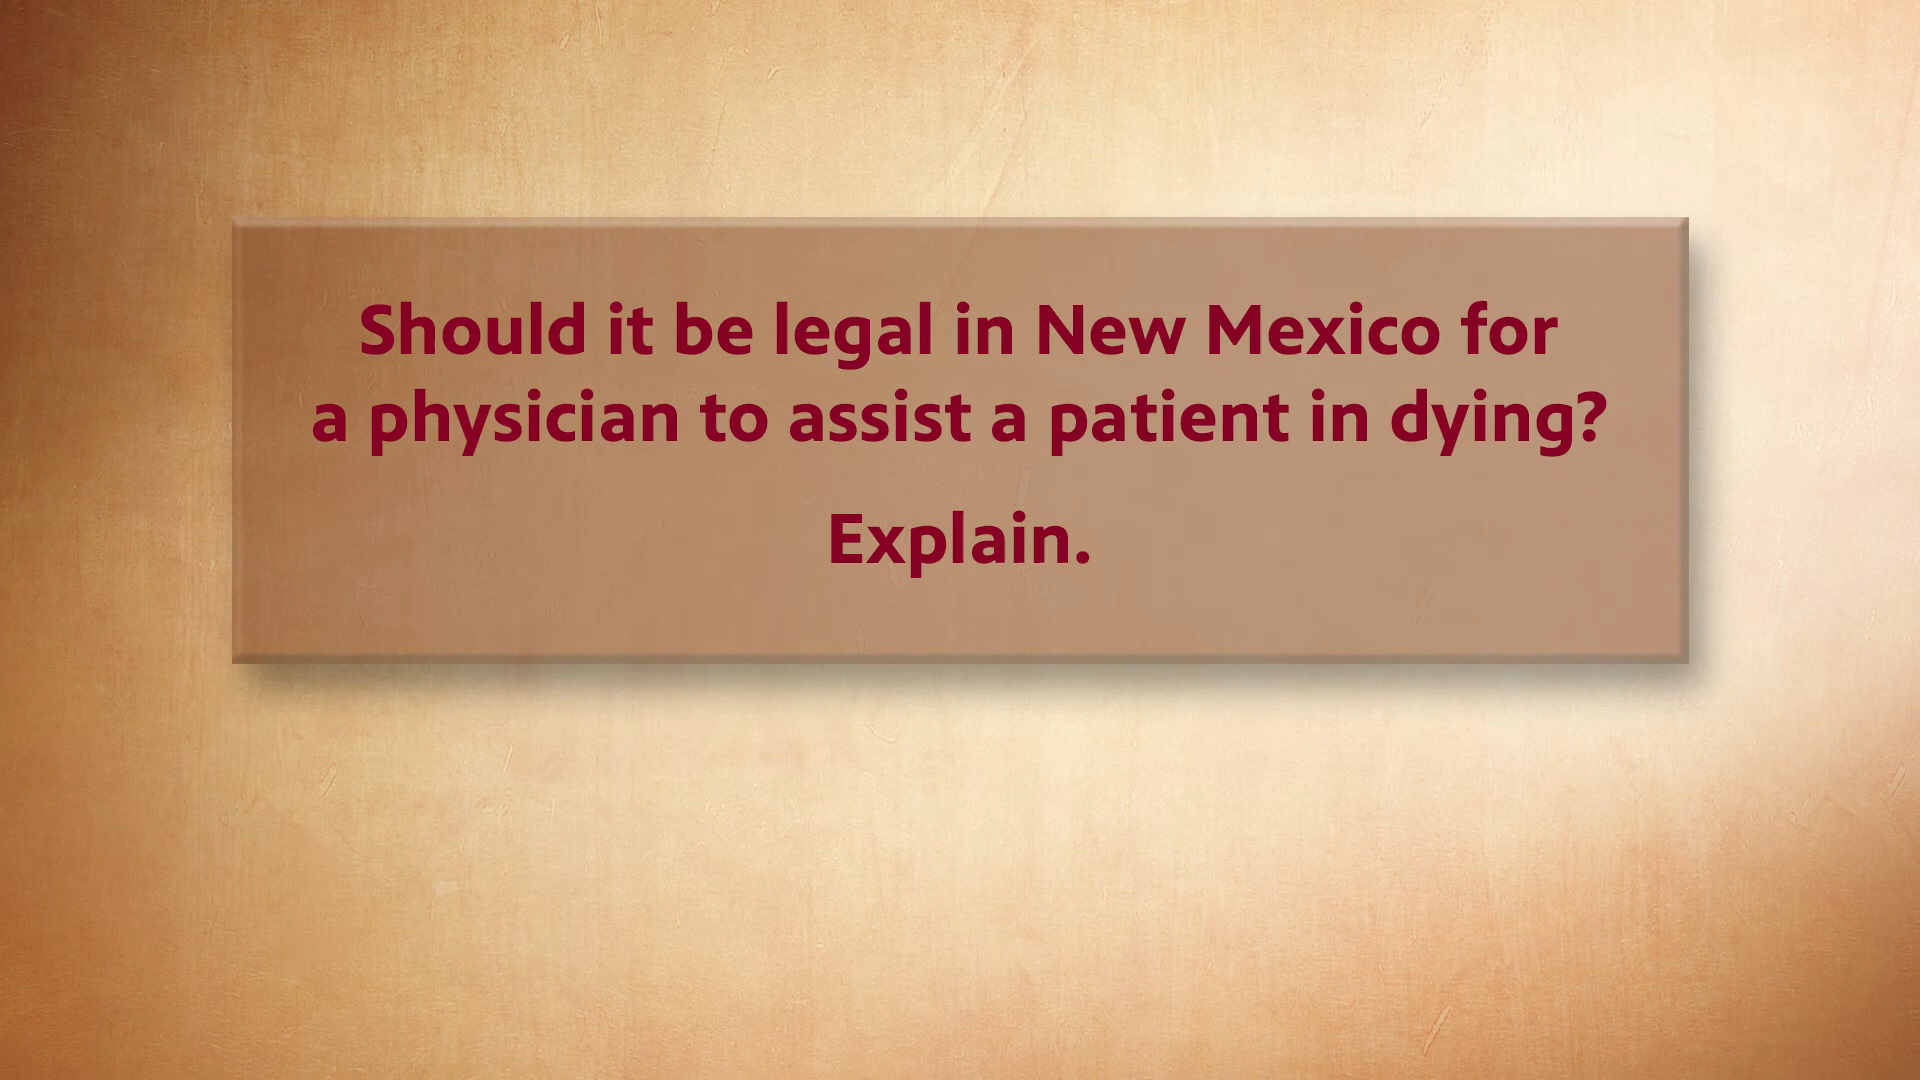 Should it be legal in New Mexico for
a physician to assist a patient in dying?
Explain.